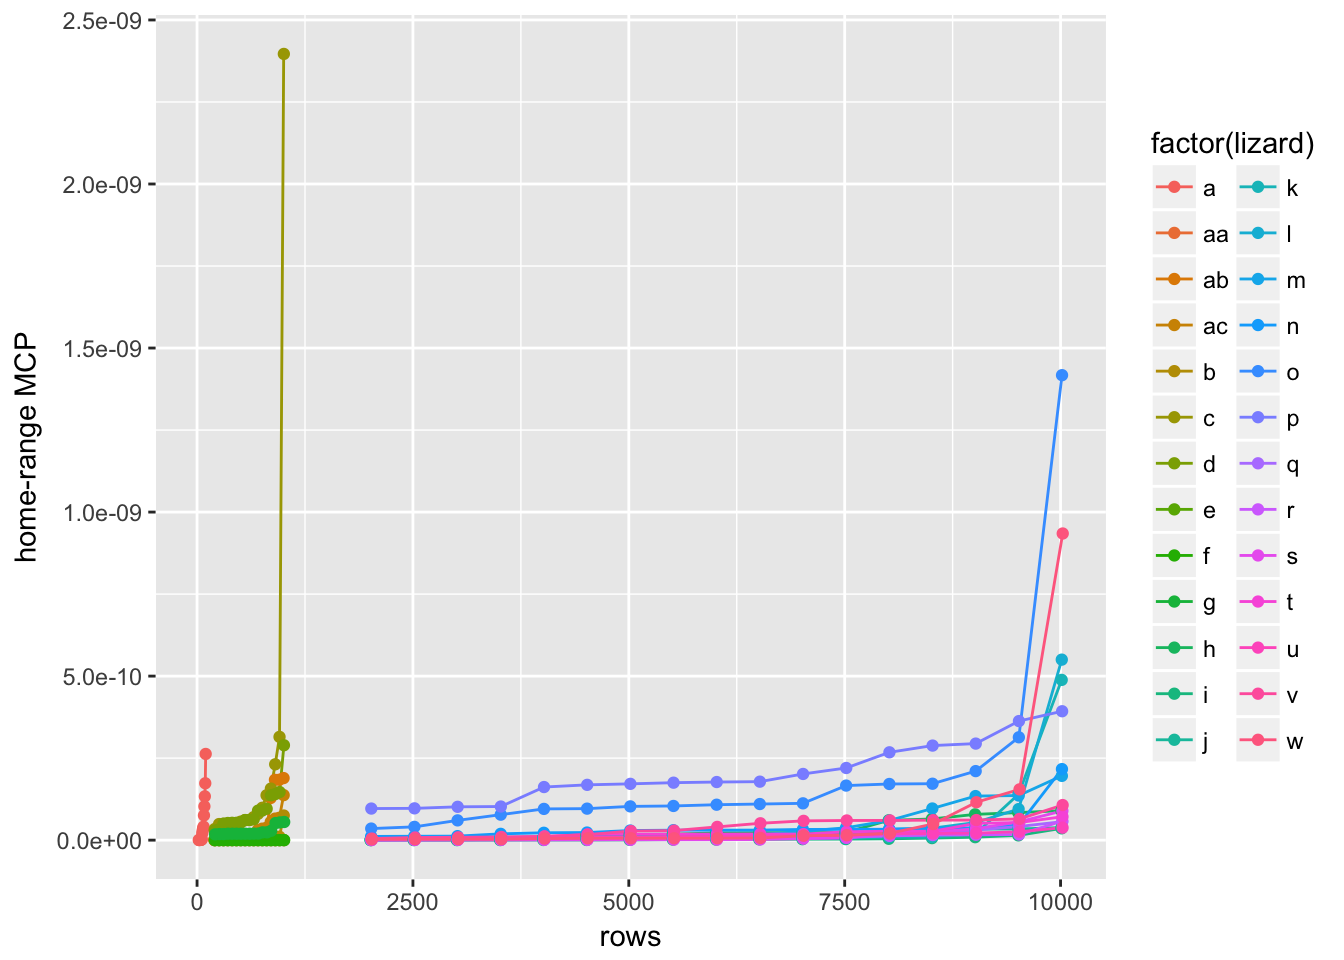 2.5e-09
2.0e-09
1.5e-09
1.0e-09
5.0e-10
0.0e+00
home-range MCP
0 2500 5000 7500 10000
rows
factor(lizard)
a k
aa l
ab m
ac n
b o
c p
d q
e r
f s
g t
h u
i v
j w